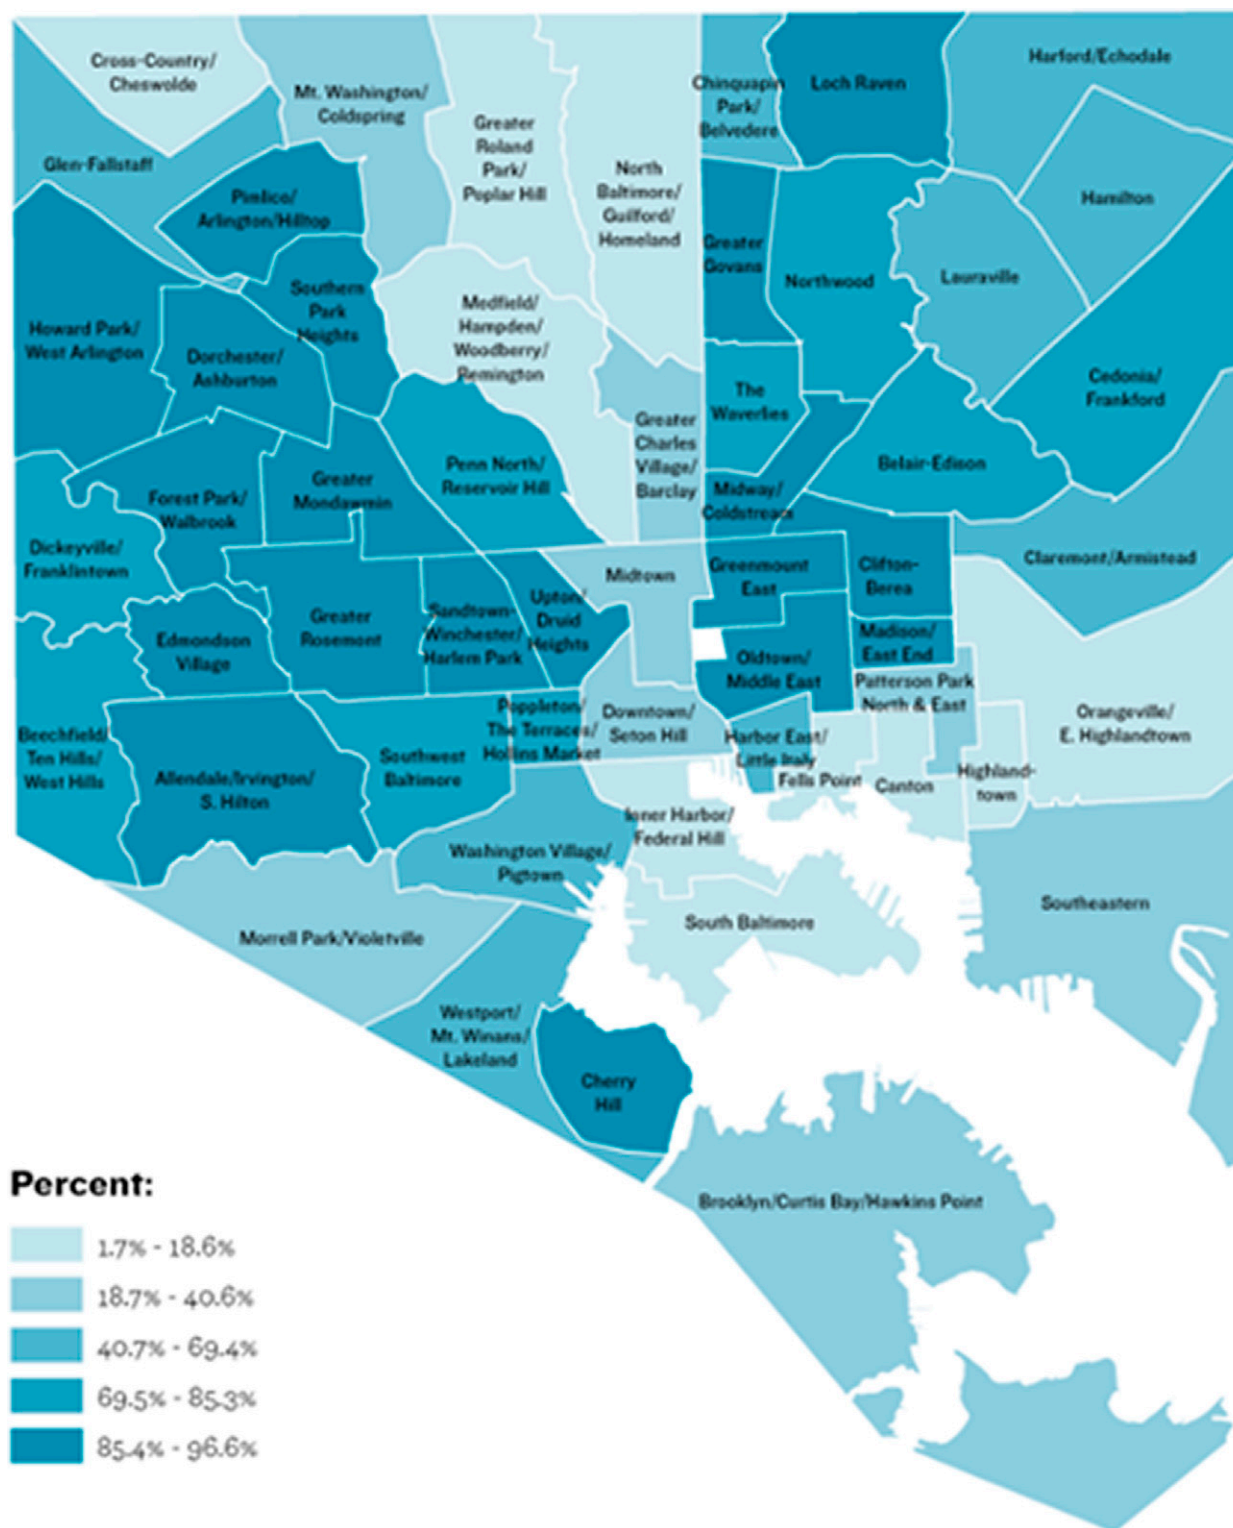 Cross-Country/
Cheswolde
Mt. Washington/
Coldspring
Greater
Roland
Park/
Poplar Hill
North
Baltimore/
Guilford/
Homeland
Chinquapin
Park/
Belvedere
Loch Raven
Harford/Echodale
Glen-Fallstaff
Pimlico/
Arlington/Hilltop
Hamilton
Greater
Govans
Northwood
Lauraville
Howard Park/
West Arlington
Southern
Park
Heights
Dorchester/
Ashburton
Medfield/
Hampden/
Woodberry/
Remington
The
Waverlies
Cedonia/
Frankford
Greater
Charles
Village/
Barclay
Penn North/
Reservoir Hill
Belair-Edison
Greater
Mondawmin
Forest Park/
Walbrook
Midway/
Coldstream
Dickeyville/
Franklintown
Midtown
Greenmount
East
Clifton-
Berea
Claremont/Armistead
Edmondson
Village
Greater
Rosemont
Sandtown-
Winchester/
Harlem Park
Upton/
Druid
Heights
Oldtown/
Middle East
Madison/
East End
Patterson Park
North & East
Orangeville/
E. Highlandtown
Beechfield/
Ten Hills/
West Hills
Allendale/Irvington/
S. Hilton
Southwest
Baltimore
Poppleton/
The Terraces/
Hollins Market
Downtown/
Seton Hill
Harbor East/
Little Italy
Fells Point
Canton
Highland-
town
Inner Harbor/
Federal Hill
Washington Village/
Pigtown
Morrell Park/Violetville
South Baltimore
Southeastern
Westport/
Mt. Winans/
Lakeland
Cherry
Hill
Brooklyn/Curtis Bay/Hawkins Point
Percent:
1.7% - 18.6%
18.7% - 40.6%
40.7% - 69.4%
69.5% - 85.3%
85.4% - 96.6%